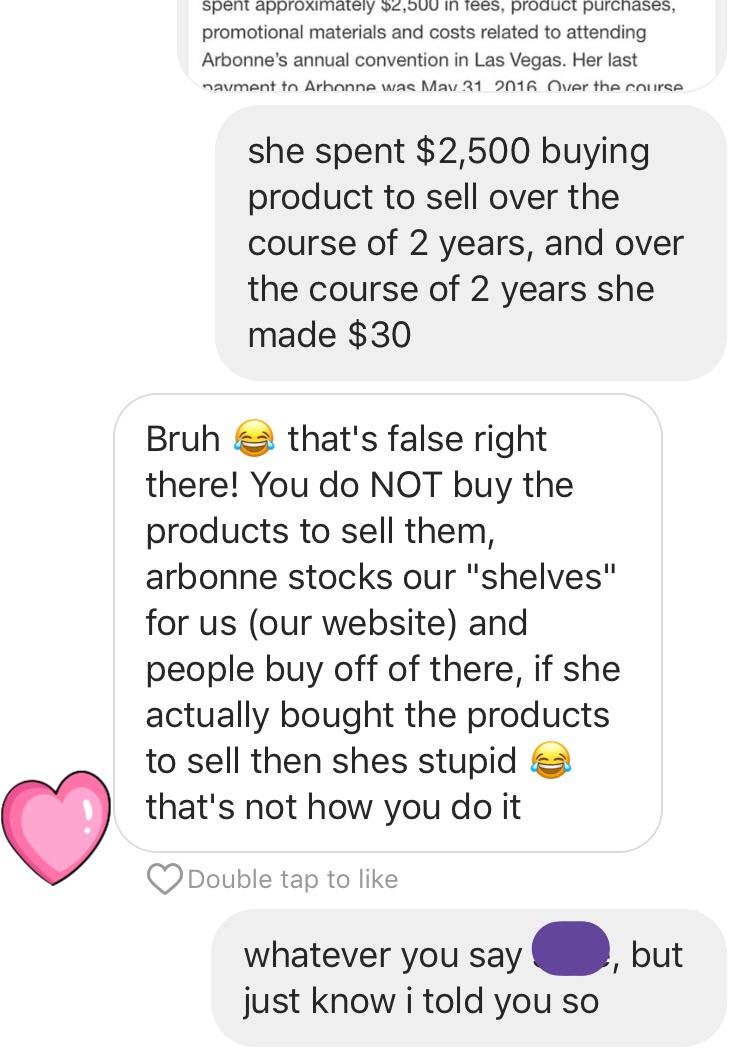 spent approximately $2,500 in fees, product purchases,
promotional materials and costs related to attending
Arbonne’s annual convention in Las Vegas. Her last
payment to Arbonne was May 31, 2016. Over the course
she spent $2,500 buying
product to sell over the
course of 2 years, and over
the course of 2 years she
made $30
Bruh 😂 that's false right
there! You do NOT buy the
products to sell them,
arbonne stocks our "shelves"
for us (our website) and
people buy off of there, if she
actually bought the products
to sell then shes stupid 😂
that's not how you do it
Double tap to like
whatever you say , but
just know i told you so